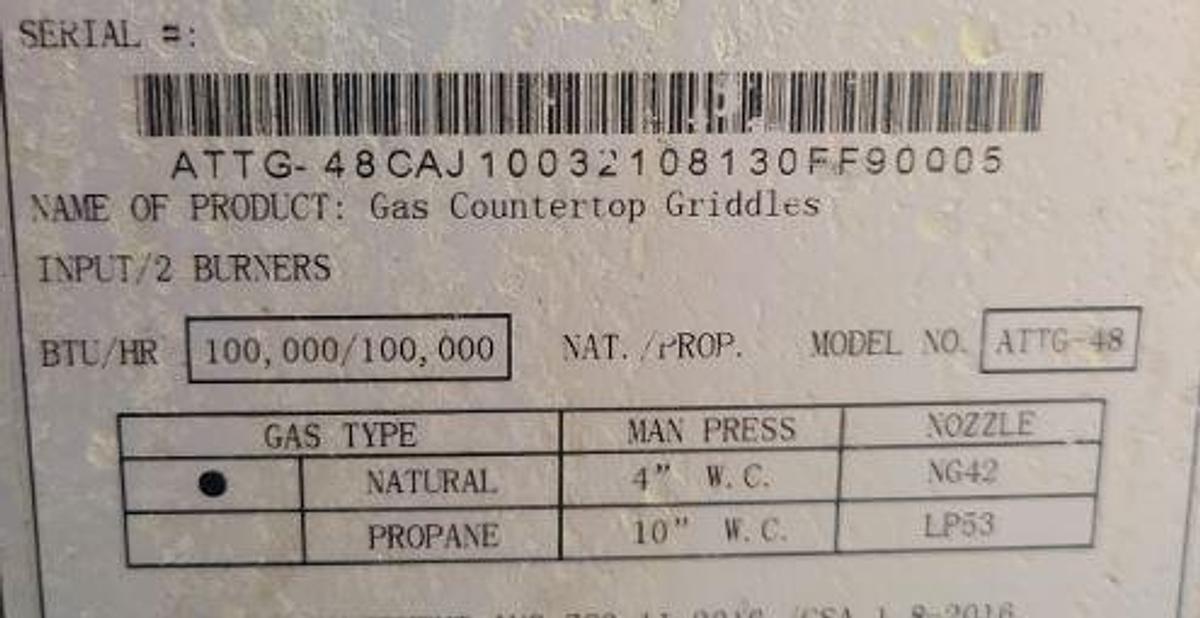 SERIAL #:
ATTG-48CAJ10032108130FF90005
NAME OF PRODUCT: Gas Countertop Griddles
INPUT/2 BURNERS
BTU/HR 100,000/100,000 NAT./PROP. MODEL NO. ATTG-48
GAS TYPE MAN PRESS NOZZLE
NATURAL 4" W.C. NG42
PROPANE 10" W.C. LP53